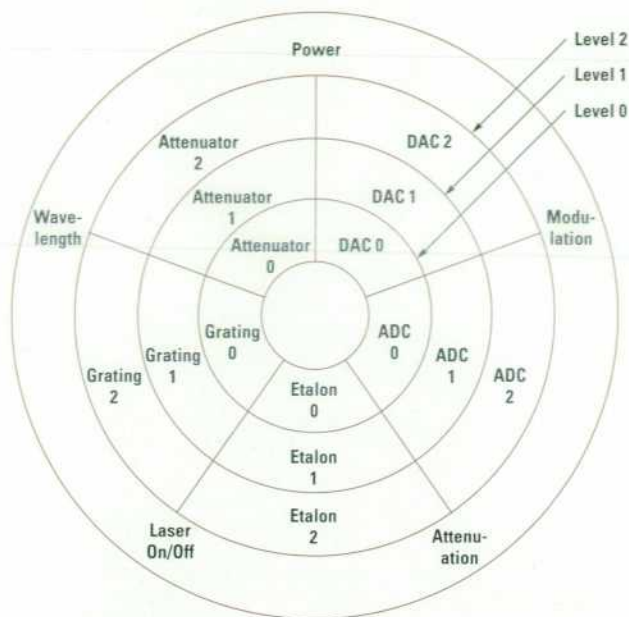 Power
Level 2
Level 1
Level 0
Attenuator
2
DAC 2
Attenuator
1
DAC 1
Wave-
length
Modu-
lation
Attenuator
0
DAC 0
Grating
0
ADC
0
Grating
1
ADC
1
Grating
2
ADC
2
Etalon
0
Etalon
1
Etalon
2
Laser
On/Off
Attenu-
ation